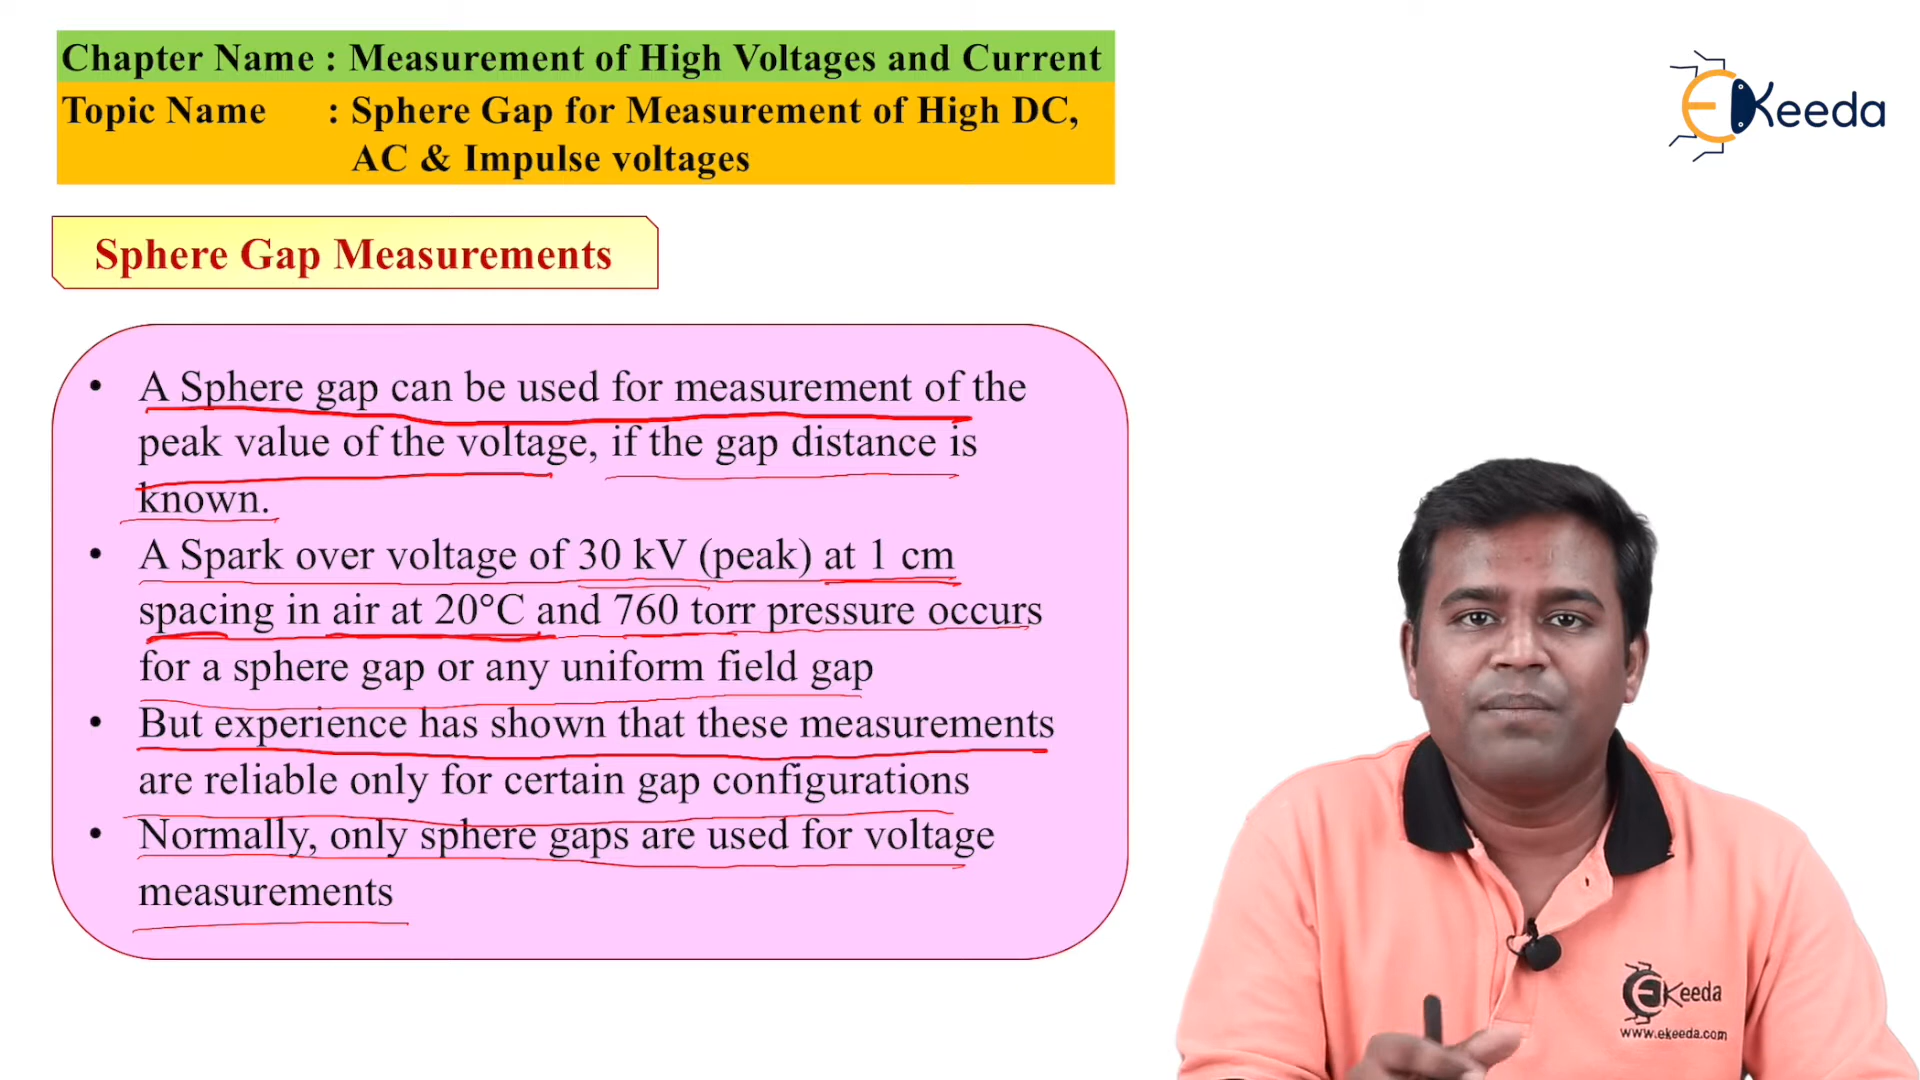 Chapter Name : Measurement of High Voltages and Current
Topic Name : Sphere Gap for Measurement of High DC,
AC & Impulse voltages
EKeeda
Sphere Gap Measurements
• A Sphere gap can be used for measurement of the
peak value of the voltage, if the gap distance is
known.
• A Spark over voltage of 30 kV (peak) at 1 cm
spacing in air at 20°C and 760 torr pressure occurs
for a sphere gap or any uniform field gap
• But experience has shown that these measurements
are reliable only for certain gap configurations
• Normally, only sphere gaps are used for voltage
measurements
EKeeda
www.ekeeda.com